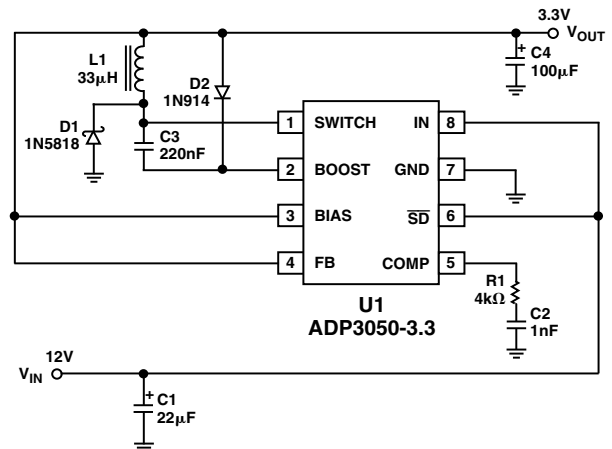 3.3V
VOUT
L1
33µH
D2
1N914
C4
+
100µF
D1
1N5818
C3
220nF
1 SWITCH IN 8
2 BOOST GND 7
3 BIAS SD 6
4 FB COMP 5
R1
4kΩ
C2
1nF
U1
ADP3050-3.3
12V
VIN
+
C1
22µF